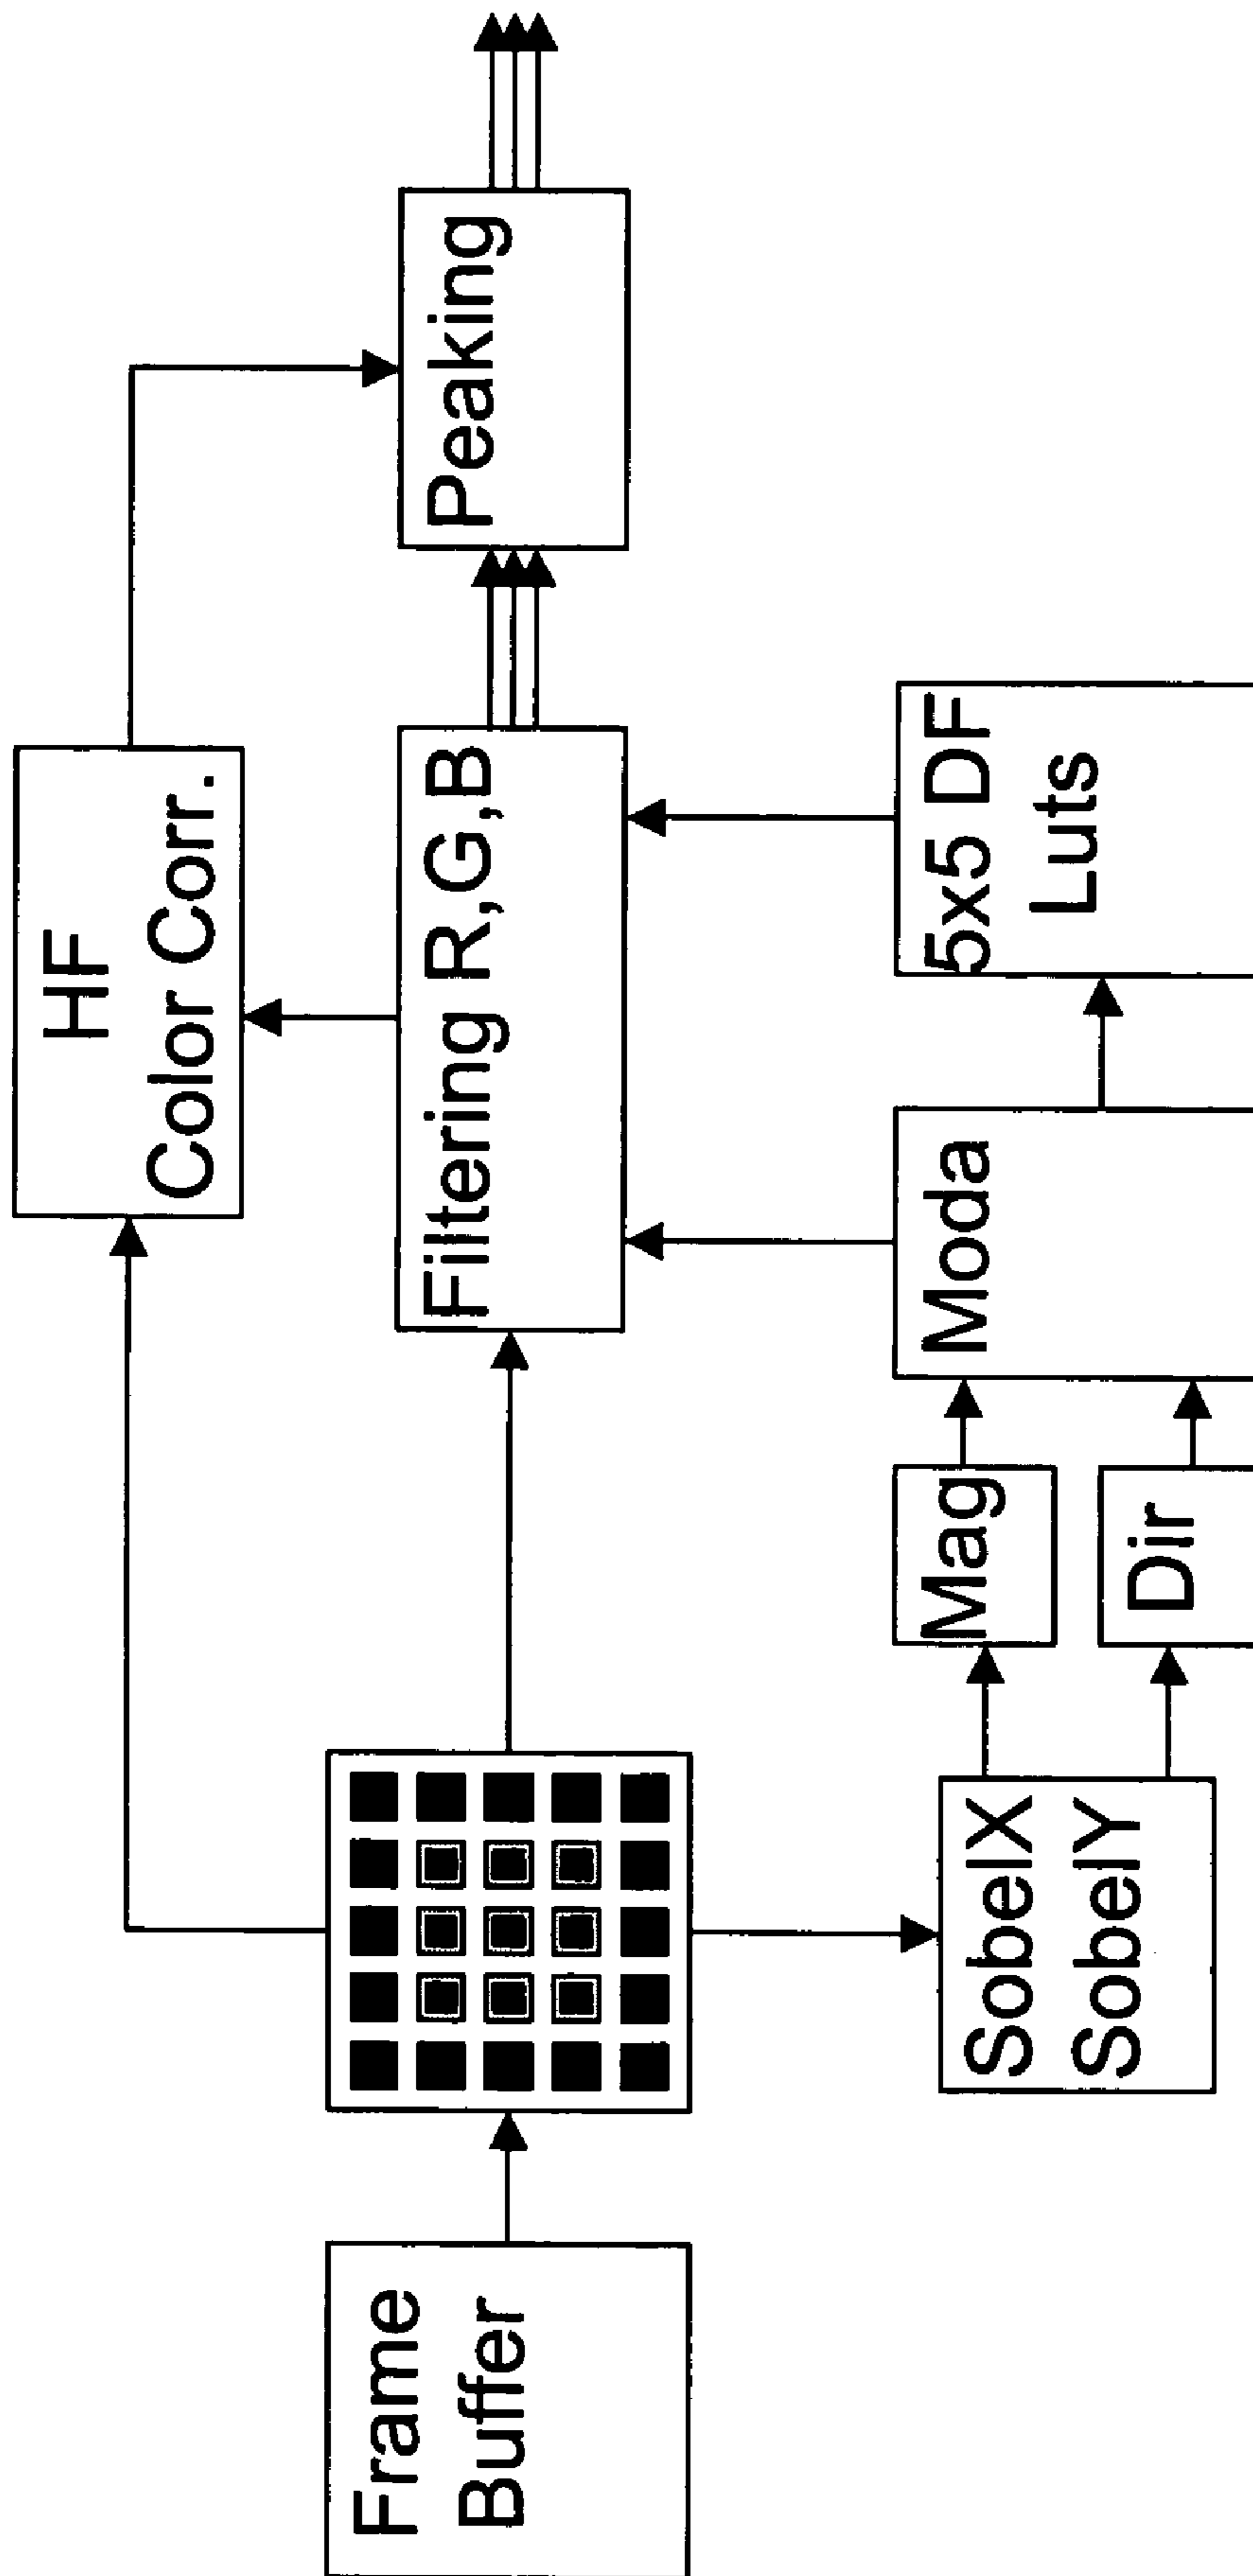 Frame
Buffer
HF
Color Corr.
Filtering R,G,B
Peaking
SobelX
SobelY
Mag
Dir
Moda
5x5 DF
Luts